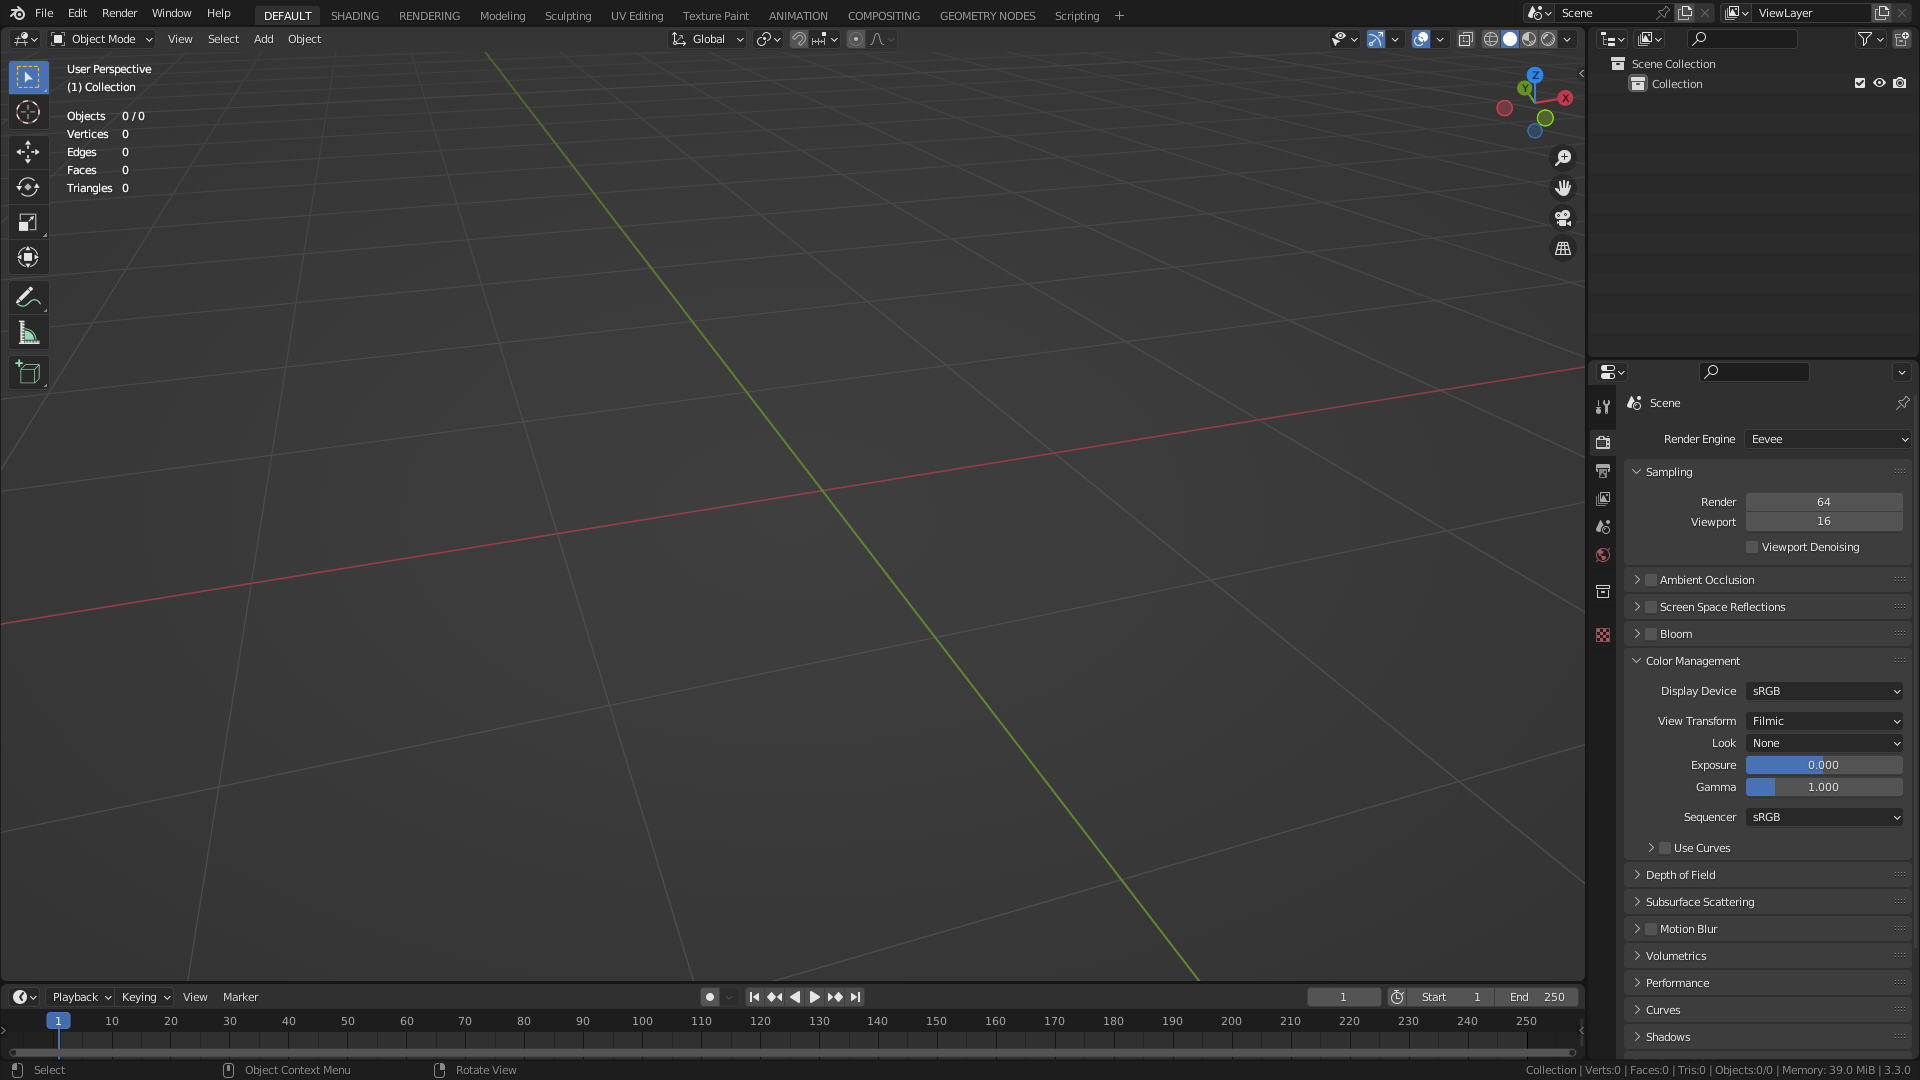 File Edit Render Window Help DEFAULT SHADING RENDERING Modeling Sculpting UV Editing Texture Paint ANIMATION COMPOSITING GEOMETRY NODES Scripting + Scene ViewLayer
Object Mode View Select Add Object Global
User Perspective
(1) Collection
Objects 0 / 0
Vertices 0
Edges 0
Faces 0
Triangles 0
Z
Y
X
Scene Collection
Collection
Scene
Render Engine Eevee
Sampling
Render 64
Viewport 16
Viewport Denoising
Ambient Occlusion
Screen Space Reflections
Bloom
Color Management
Display Device sRGB
View Transform Filmic
Look None
Exposure 0.000
Gamma 1.000
Sequencer sRGB
Use Curves
Depth of Field
Subsurface Scattering
Motion Blur
Volumetrics
Performance
Curves
Shadows
Playback Keying View Marker 1 Start 1 End 250
1 10 20 30 40 50 60 70 80 90 100 110 120 130 140 150 160 170 180 190 200 210 220 230 240 250
Select Object Context Menu Rotate View Collection | Verts:0 | Faces:0 | Tris:0 | Objects:0/0 | Memory: 39.0 MiB | 3.3.0